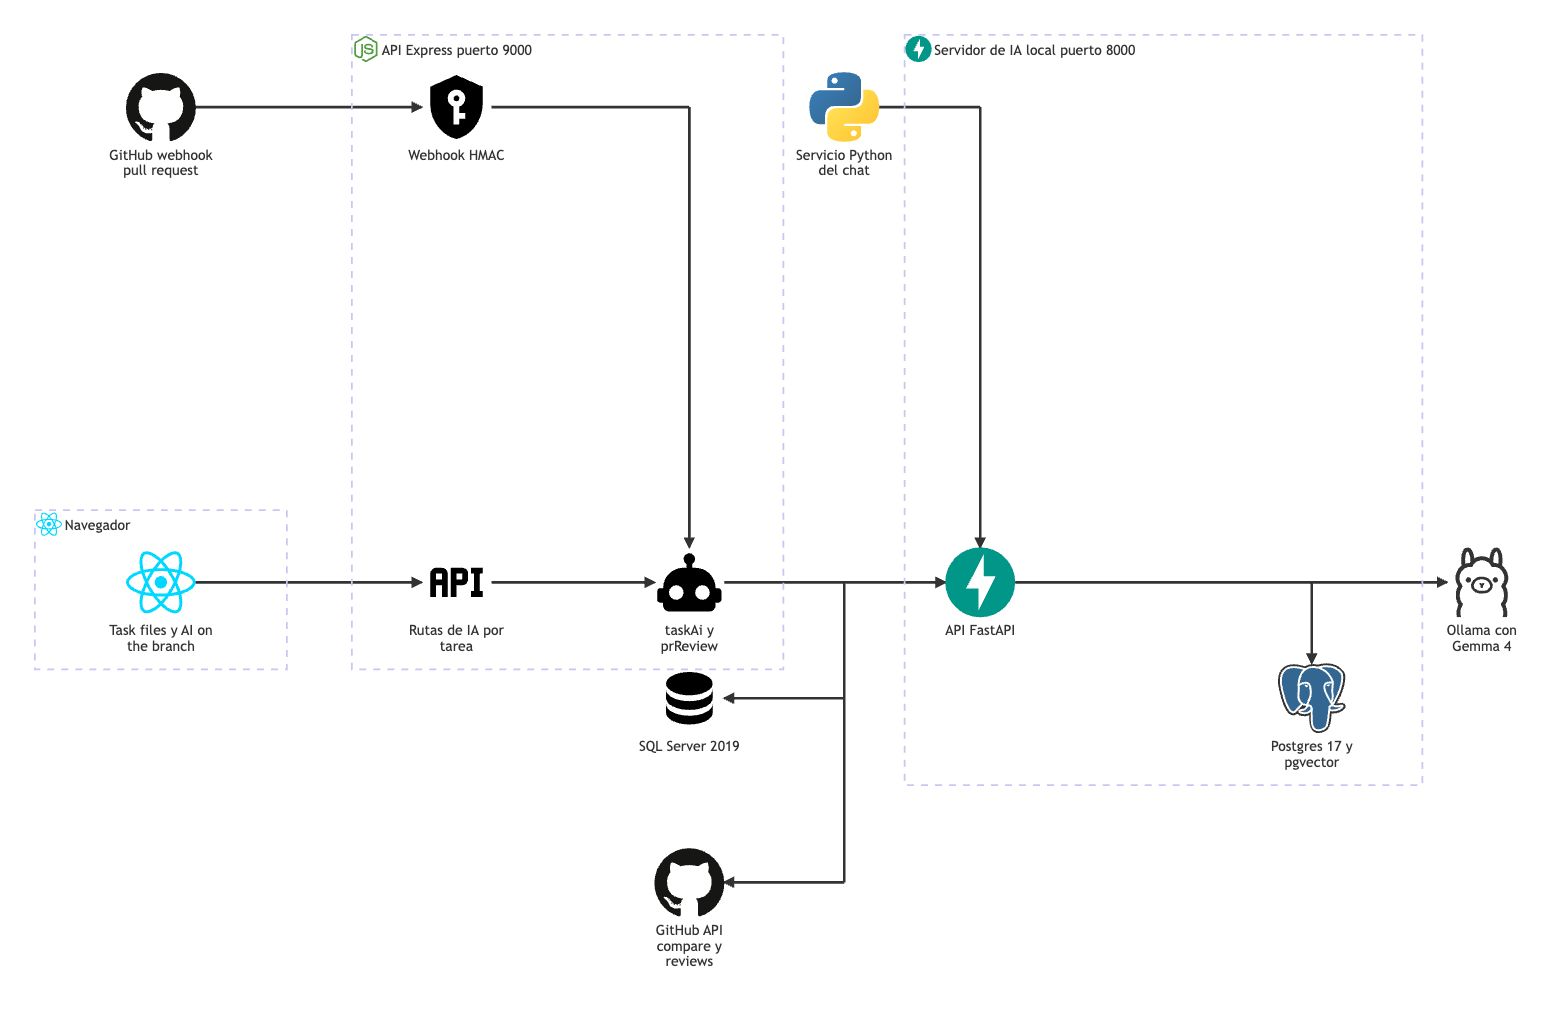 API Express puerto 9000
Servidor de IA local puerto 8000
GitHub webhook
pull request
Webhook HMAC
Servicio Python
del chat
Navegador
Task files y AI on
the branch
API
Rutas de IA por
tarea
taskAi y
prReview
API FastAPI
Ollama con
Gemma 4
SQL Server 2019
Postgres 17 y
pgvector
GitHub API
compare y
reviews